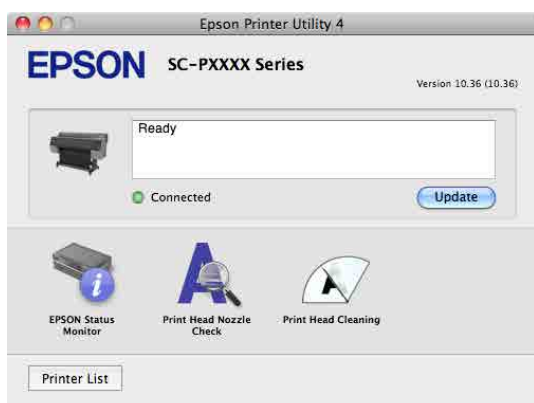 Epson Printer Utility 4
EPSON SC-PXXXX Series
Version 10.36 (10.36)
Ready
Connected
Update
EPSON Status
Monitor
Print Head Nozzle
Check
Print Head Cleaning
Printer List